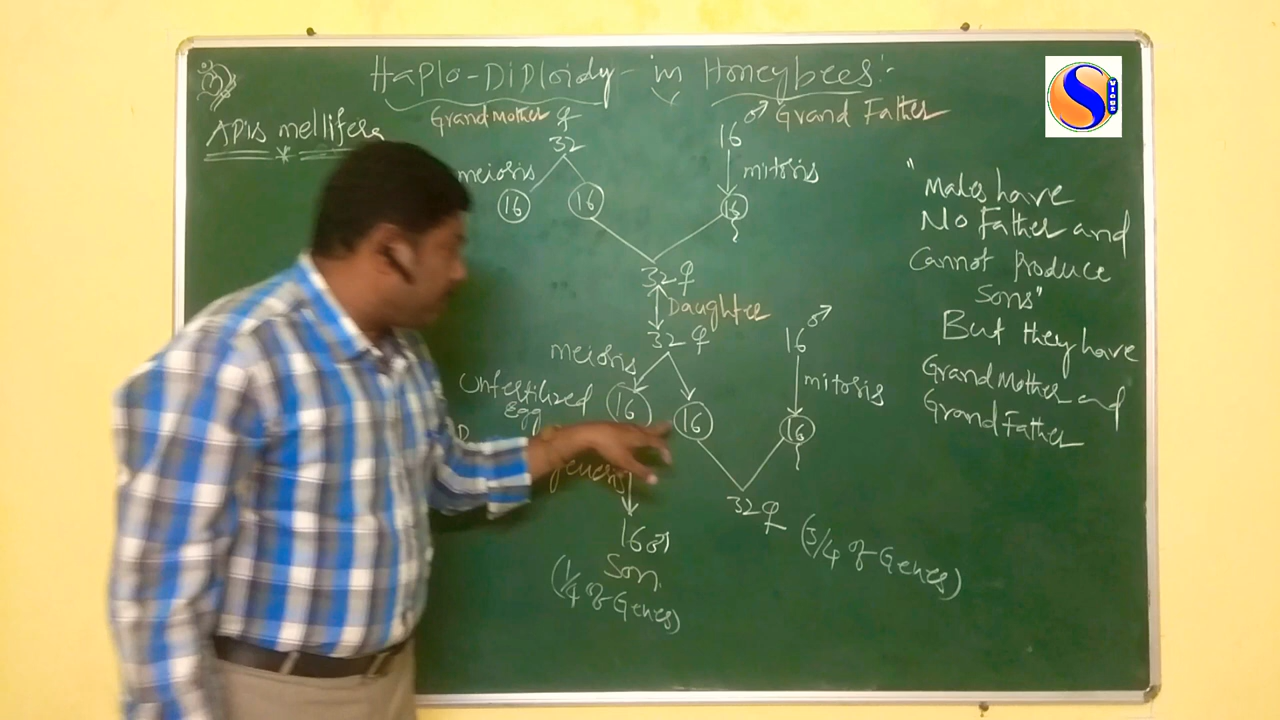 Haplo-Diploidy in Honeybees:-
Apis mellifera
*
Grand Mother ♀
♂ Grand Father
32
16
meiosis
mitosis
16 16 16
32 ♀
Daughter
32 ♀
16 ♂
meiosis
mitosis
Unfertilized
Egg
16 16 16
genesis
32 ♀ (3/4 of Genes)
16 ♂
Son
(1/4 of Genes)
"Males have
No Father and
Cannot produce
Sons"
But they have
Grand Mother and
Grand Father
S
VIGUE